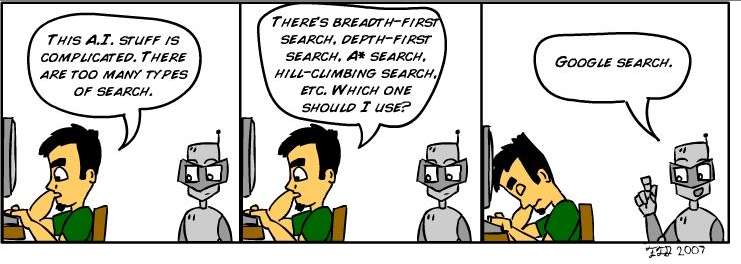 THIS A.I. STUFF IS
COMPLICATED. THERE
ARE TOO MANY TYPES
OF SEARCH.
THERE'S BREADTH-FIRST
SEARCH, DEPTH-FIRST
SEARCH, A* SEARCH,
HILL-CLIMBING SEARCH,
ETC. WHICH ONE
SHOULD I USE?
GOOGLE SEARCH.
2007